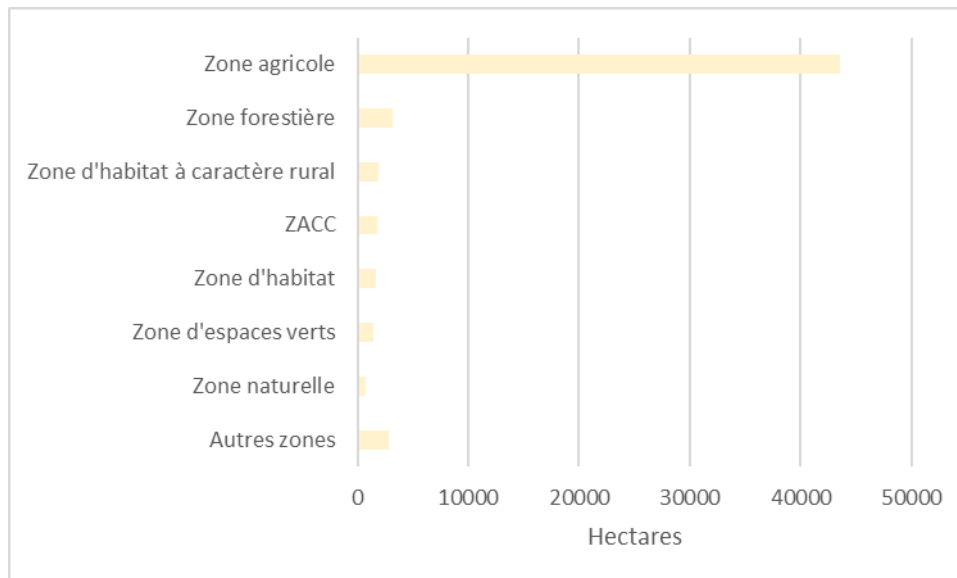 Zone agricole
Zone forestière
Zone d'habitat à caractère rural
ZACC
Zone d'habitat
Zone d'espaces verts
Zone naturelle
Autres zones
0 10000 20000 30000 40000 50000
Hectares